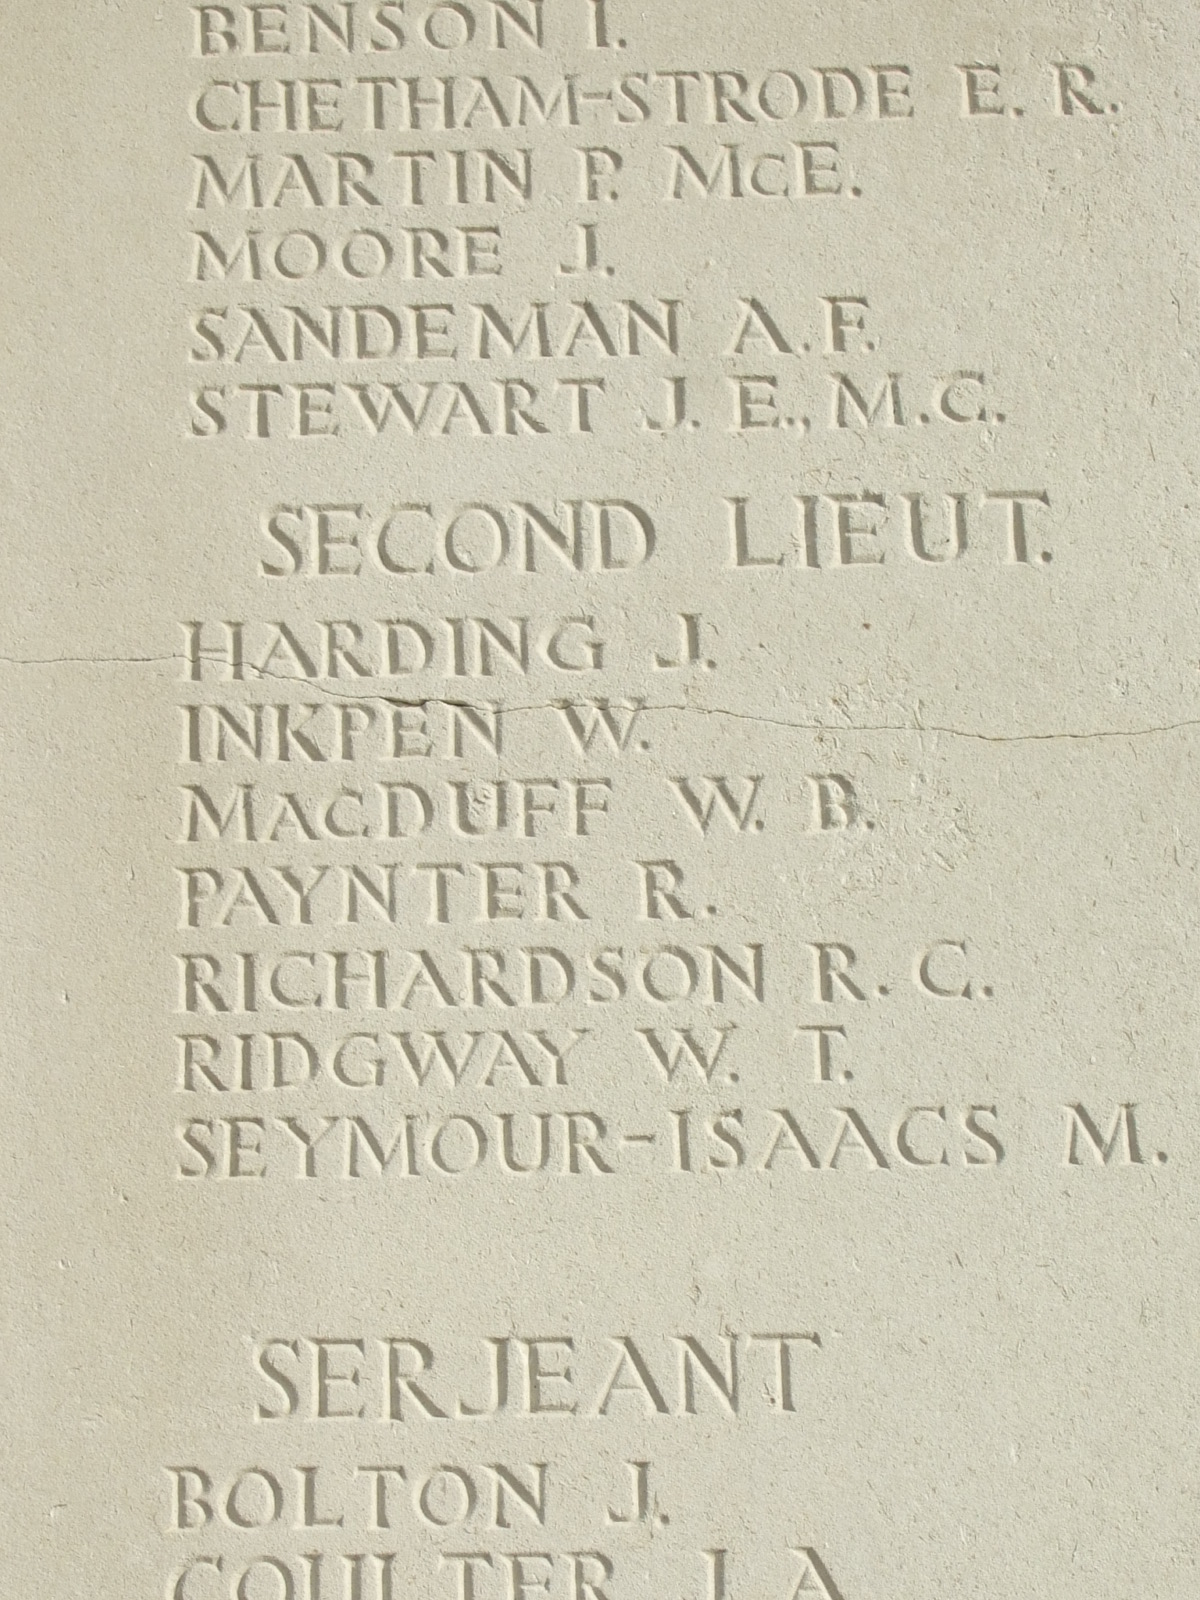 BENSON I.
CHETHAM-STRODE E. R.
MARTIN P. McE.
MOORE J.
SANDEMAN A.F.
STEWART J. E., M.C.
SECOND LIEUT.
HARDING J.
INKPEN W.
MACDUFF W. B.
PAYNTER R.
RICHARDSON R. C.
RIDGWAY W. T.
SEYMOUR-ISAACS M.
SERJEANT
BOLTON J.
COULTER J. A.